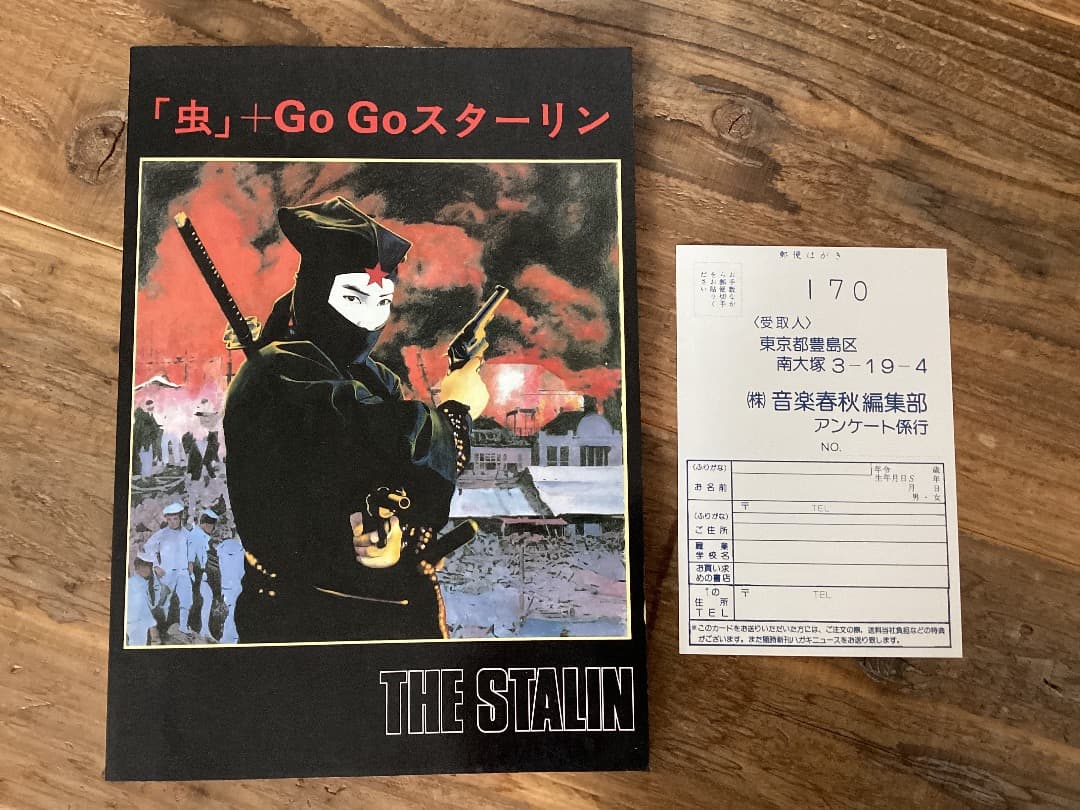 「虫」+Go Goスターリン
THE STALIN
郵便はがき
お手数なが
ら郵便切手
をお貼りく
ださい
170
〈受取人〉
東京都豊島区
南大塚 3-19-4
㈱ 音楽春秋編集部
アンケート係行
NO.
(ふりがな)
お名前
年令 歳
生年月日S 年
月 日
男・女
(ふりがな)
ご住所
〒 TEL
職業
学校名
お買い求
めの書店
↑の
住所
TEL
〒 TEL
*このカードをお送りいただいた方には、ご注文の際、送料当社負担などの特典
がございます。また随時新刊ハガキニュースをお送り致します。